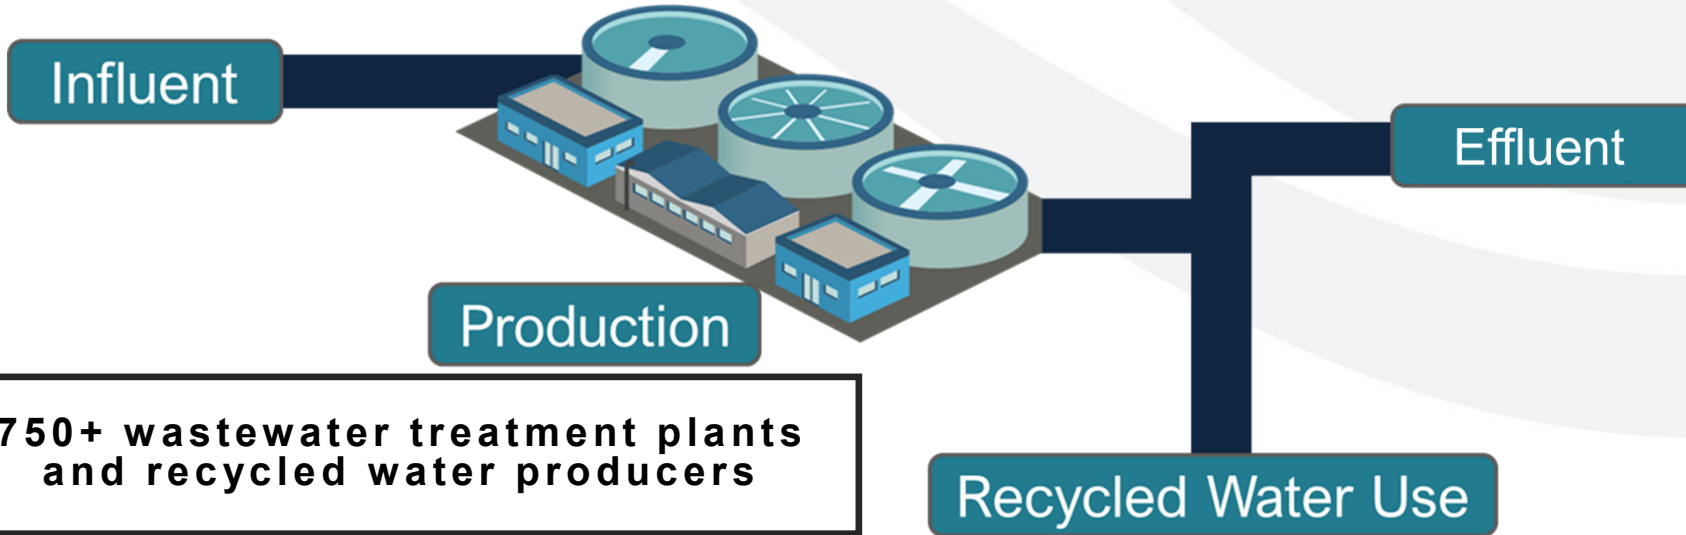 Influent
Effluent
Production
750+ wastewater treatment plants
and recycled water producers
Recycled Water Use